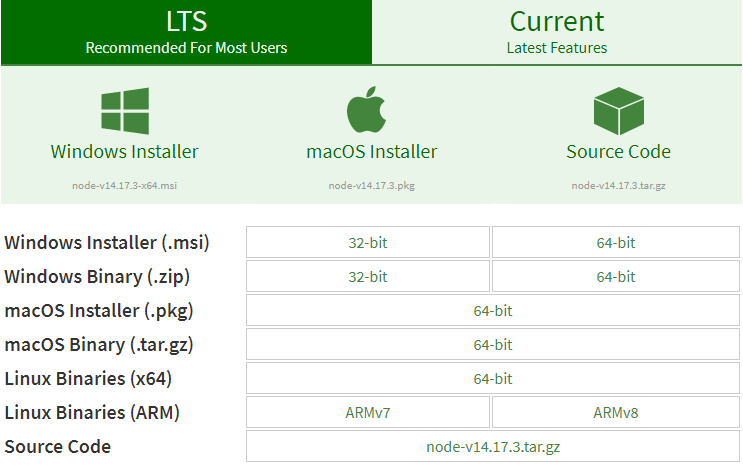 LTS
Recommended For Most Users
Current
Latest Features
Windows Installer
macOS Installer
Source Code
node-v14.17.3-x64.msi
node-v14.17.3.pkg
node-v14.17.3.tar.gz
Windows Installer (.msi) 32-bit 64-bit
Windows Binary (.zip) 32-bit 64-bit
macOS Installer (.pkg) 64-bit
macOS Binary (.tar.gz) 64-bit
Linux Binaries (x64) 64-bit
Linux Binaries (ARM) ARMv7 ARMv8
Source Code node-v14.17.3.tar.gz